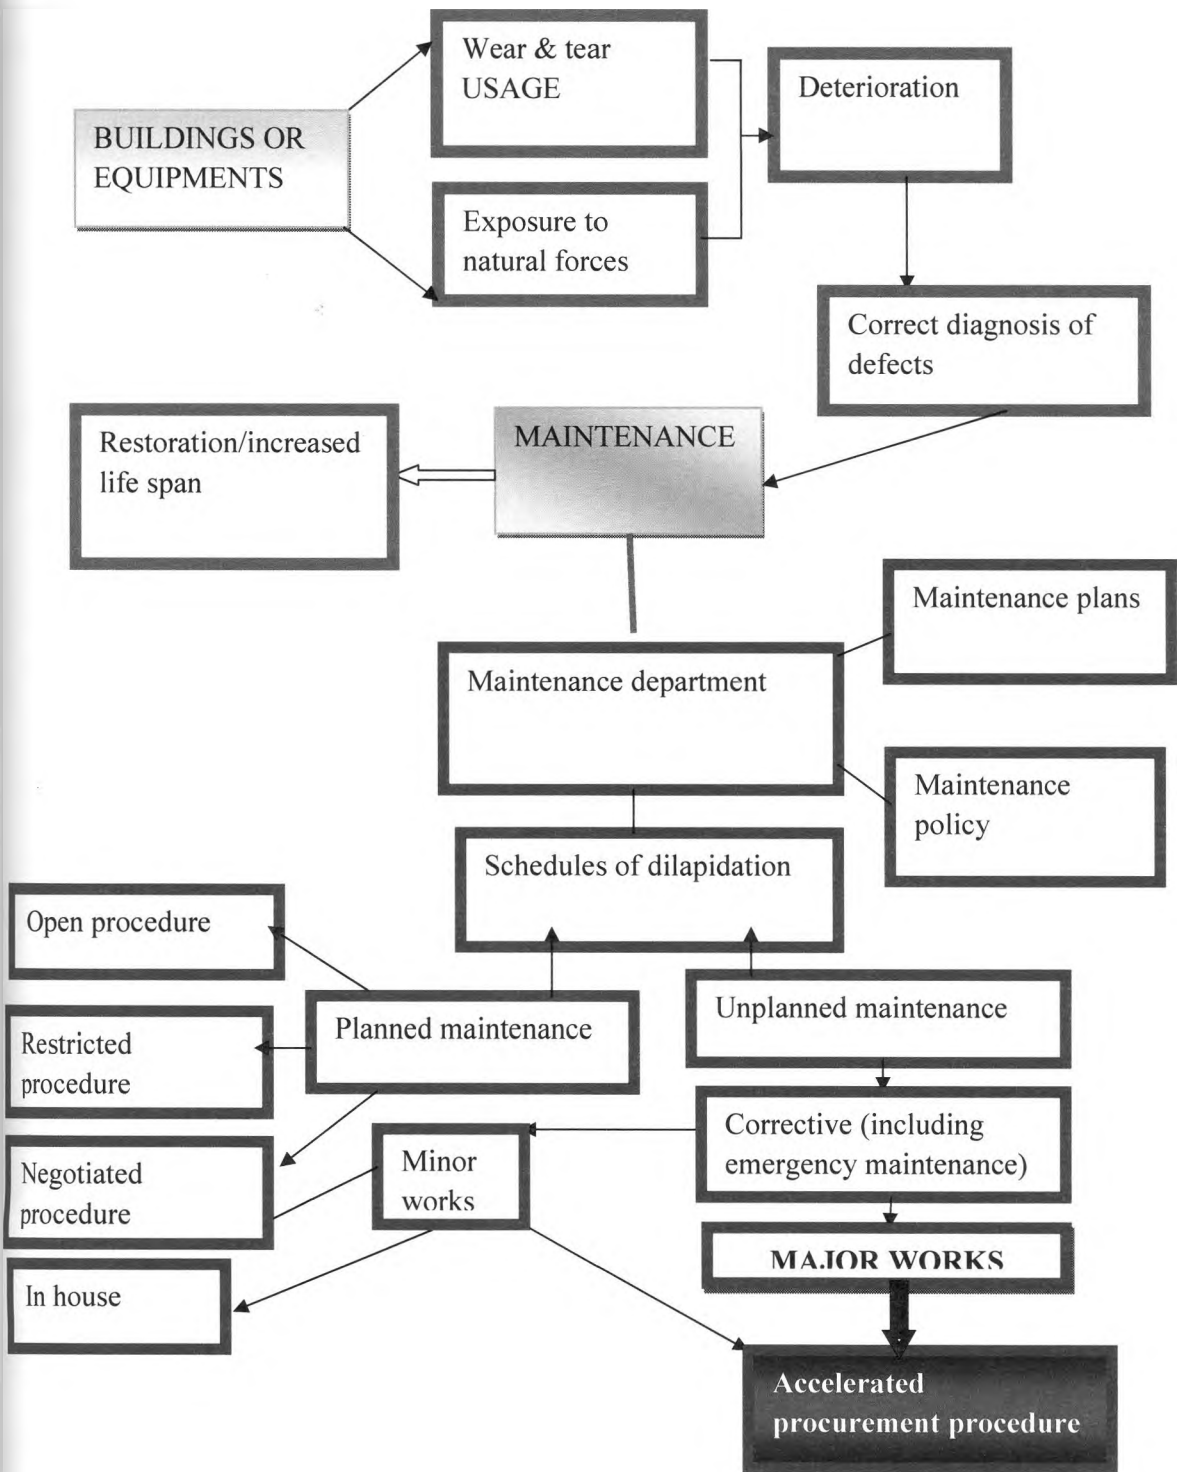 Wear & tear
USAGE
Deterioration
BUILDINGS OR
EQUIPMENTS
Exposure to
natural forces
Correct diagnosis of
defects
MAINTENANCE
Restoration/increased
life span
Maintenance plans
Maintenance department
Maintenance
policy
Schedules of dilapidation
Open procedure
Unplanned maintenance
Planned maintenance
Restricted
procedure
Corrective (including
emergency maintenance)
Minor
works
Negotiated
procedure
MAJOR WORKS
In house
Accelerated
procurement procedure